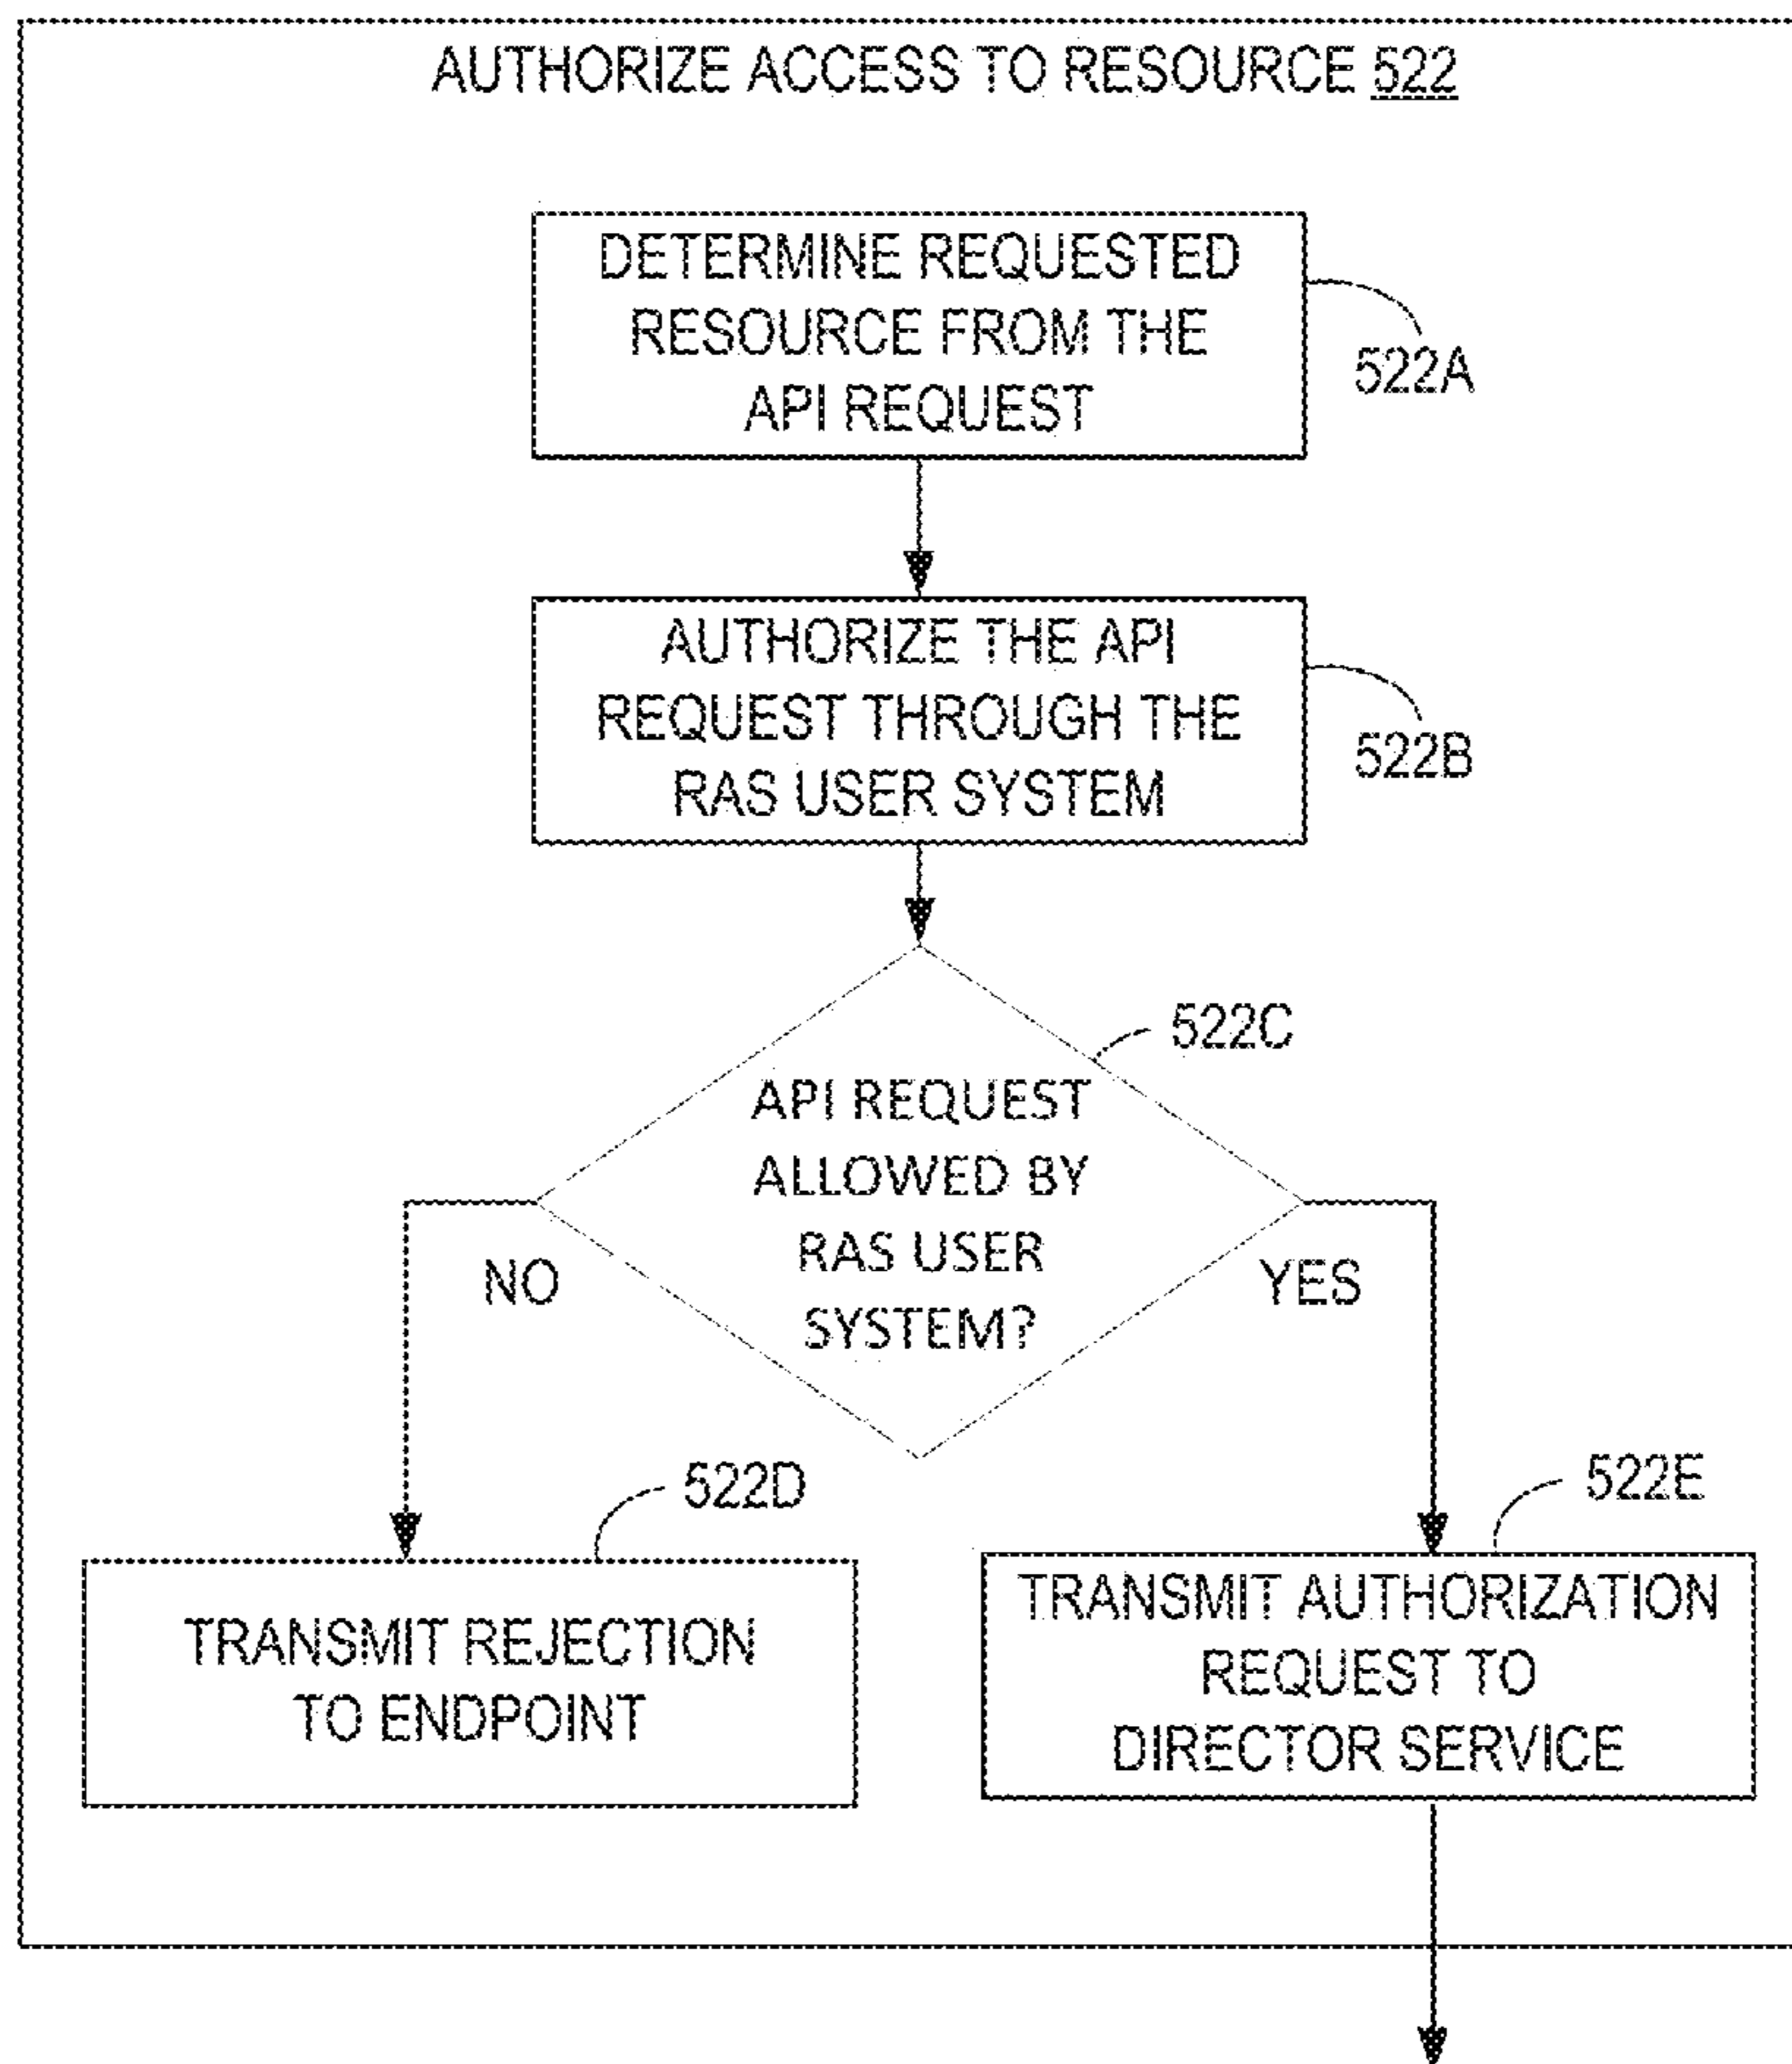 AUTHORIZE ACCESS TO RESOURCE 522
DETERMINE REQUESTED
RESOURCE FROM THE
API REQUEST
522A
AUTHORIZE THE API
REQUEST THROUGH THE
RAS USER SYSTEM
522B
522C
API REQUEST
ALLOWED BY
RAS USER
SYSTEM?
NO
YES
522D
522E
TRANSMIT REJECTION
TO ENDPOINT
TRANSMIT AUTHORIZATION
REQUEST TO
DIRECTOR SERVICE